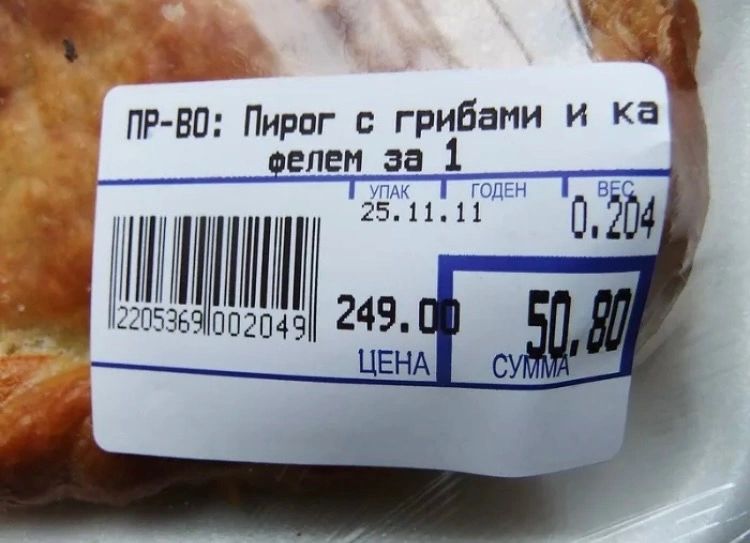 ПР-ВО: Пирог с грибами и ка
фелем за 1
УПАК ГОДЕН ВЕС
25.11.11 0.204
2205369 002049 249.00 50.80
ЦЕНА СУММА